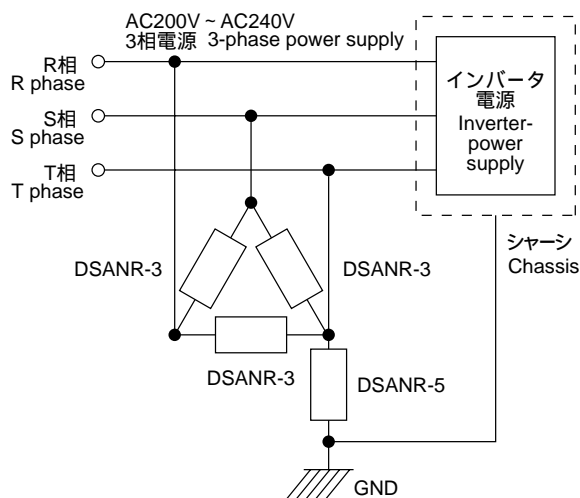 AC200V ~ AC240V
3相電源 3-phase power supply
R相
R phase
S相
S phase
T相
T phase
インバータ
電源
Inverter-
power
supply
シャーシ
Chassis
DSANR-3
DSANR-3
DSANR-3
DSANR-5
GND